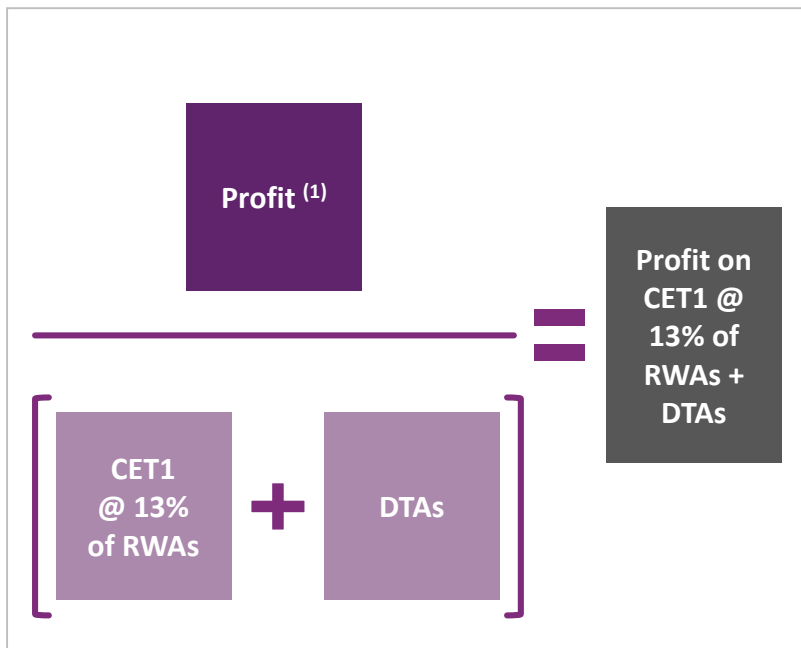 Profit (1)
Profit on
CET1 @
13% of
RWAs +
DTAs
CET1
@ 13%
of RWAs
DTAs